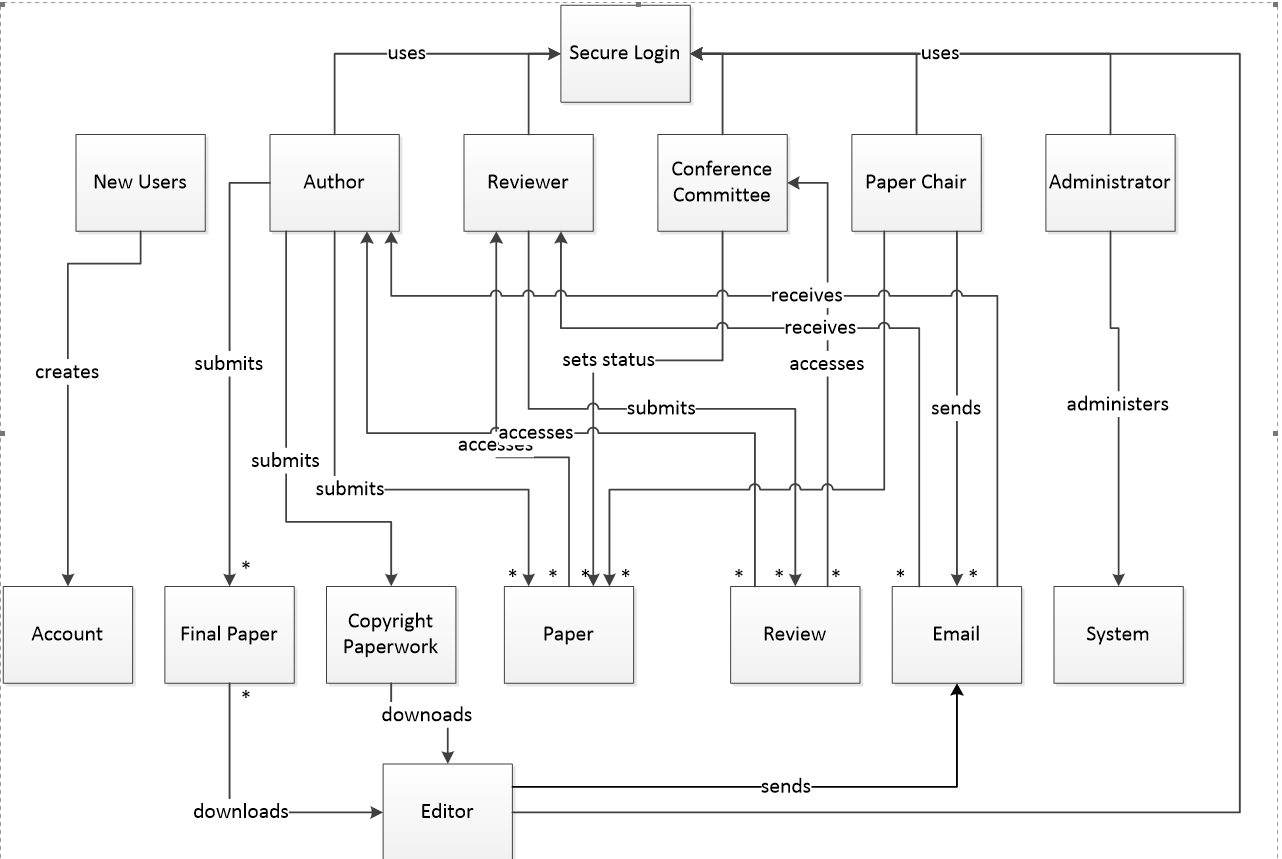 Secure Login
uses
uses
New Users
Author
Reviewer
Conference
Committee
Paper Chair
Administrator
receives
receives
sets status
accesses
submits
creates
submits
sends
administers
accesses
accesses
submits
submits
*
*
*
*
*
*
*
*
*
*
Account
Final Paper
Copyright
Paperwork
Paper
Review
Email
System
*
downoads
sends
downloads
Editor